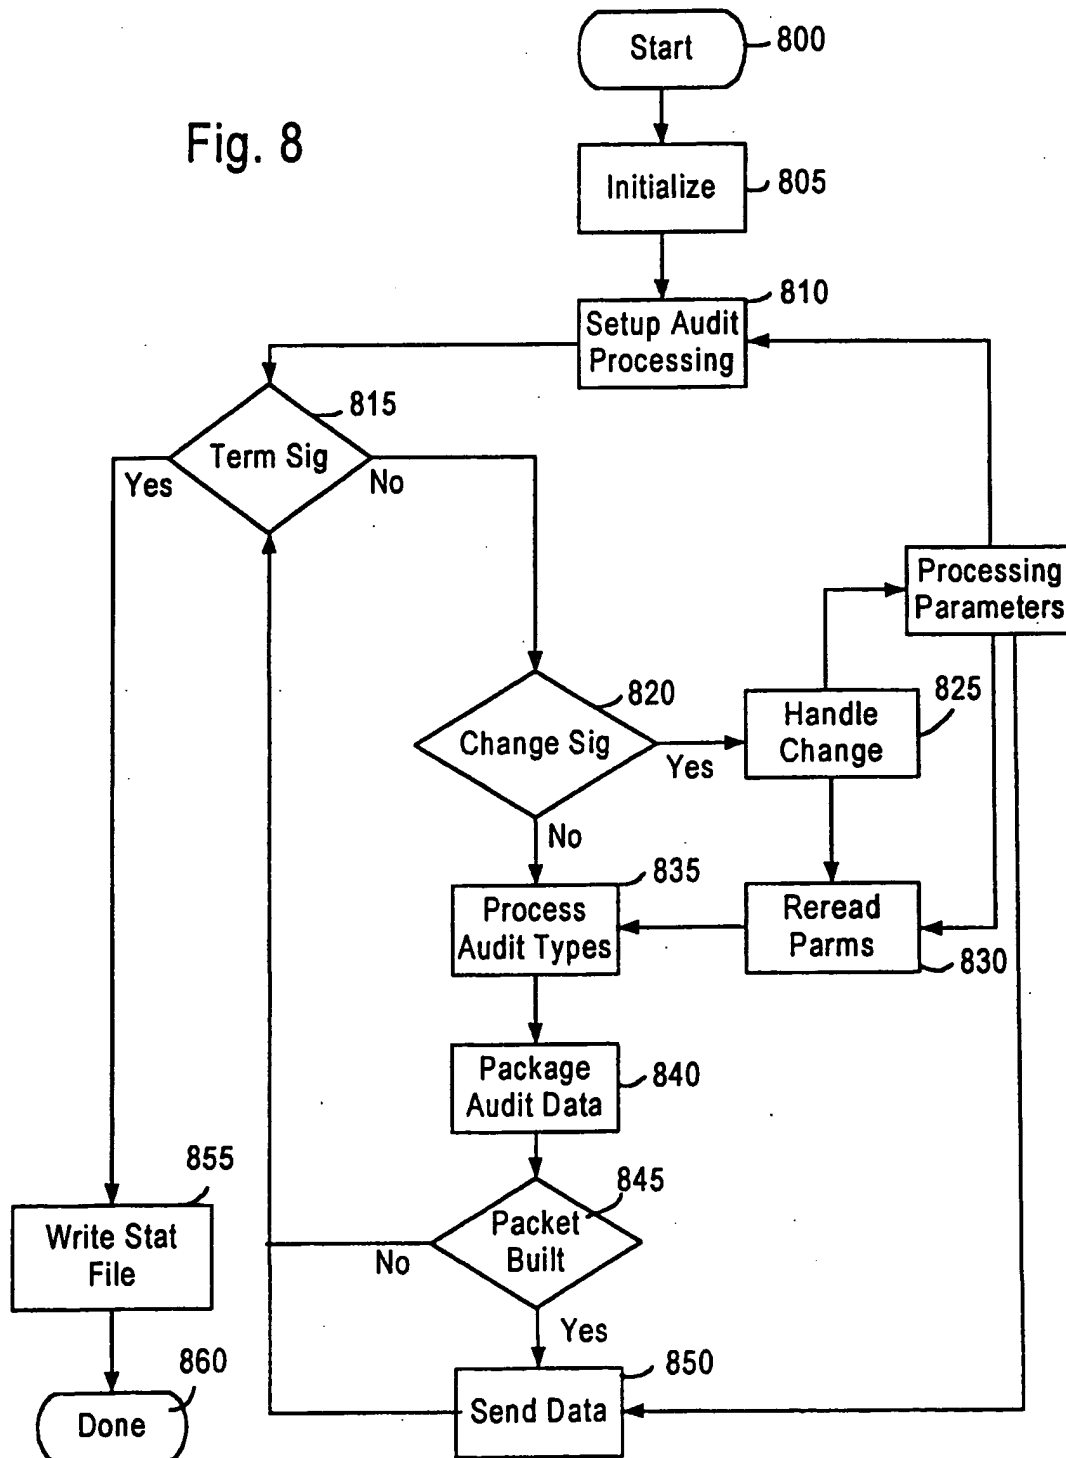 Fig. 8
Start
800
Initialize
805
810
Setup Audit
Processing
815
Term Sig
Yes
No
Processing
Parameters
820
Change Sig
Yes
No
825
Handle
Change
835
Process
Audit Types
Reread
Parms
830
Package
Audit Data
840
845
Packet
Built
No
Yes
855
Write Stat
File
850
Send Data
860
Done